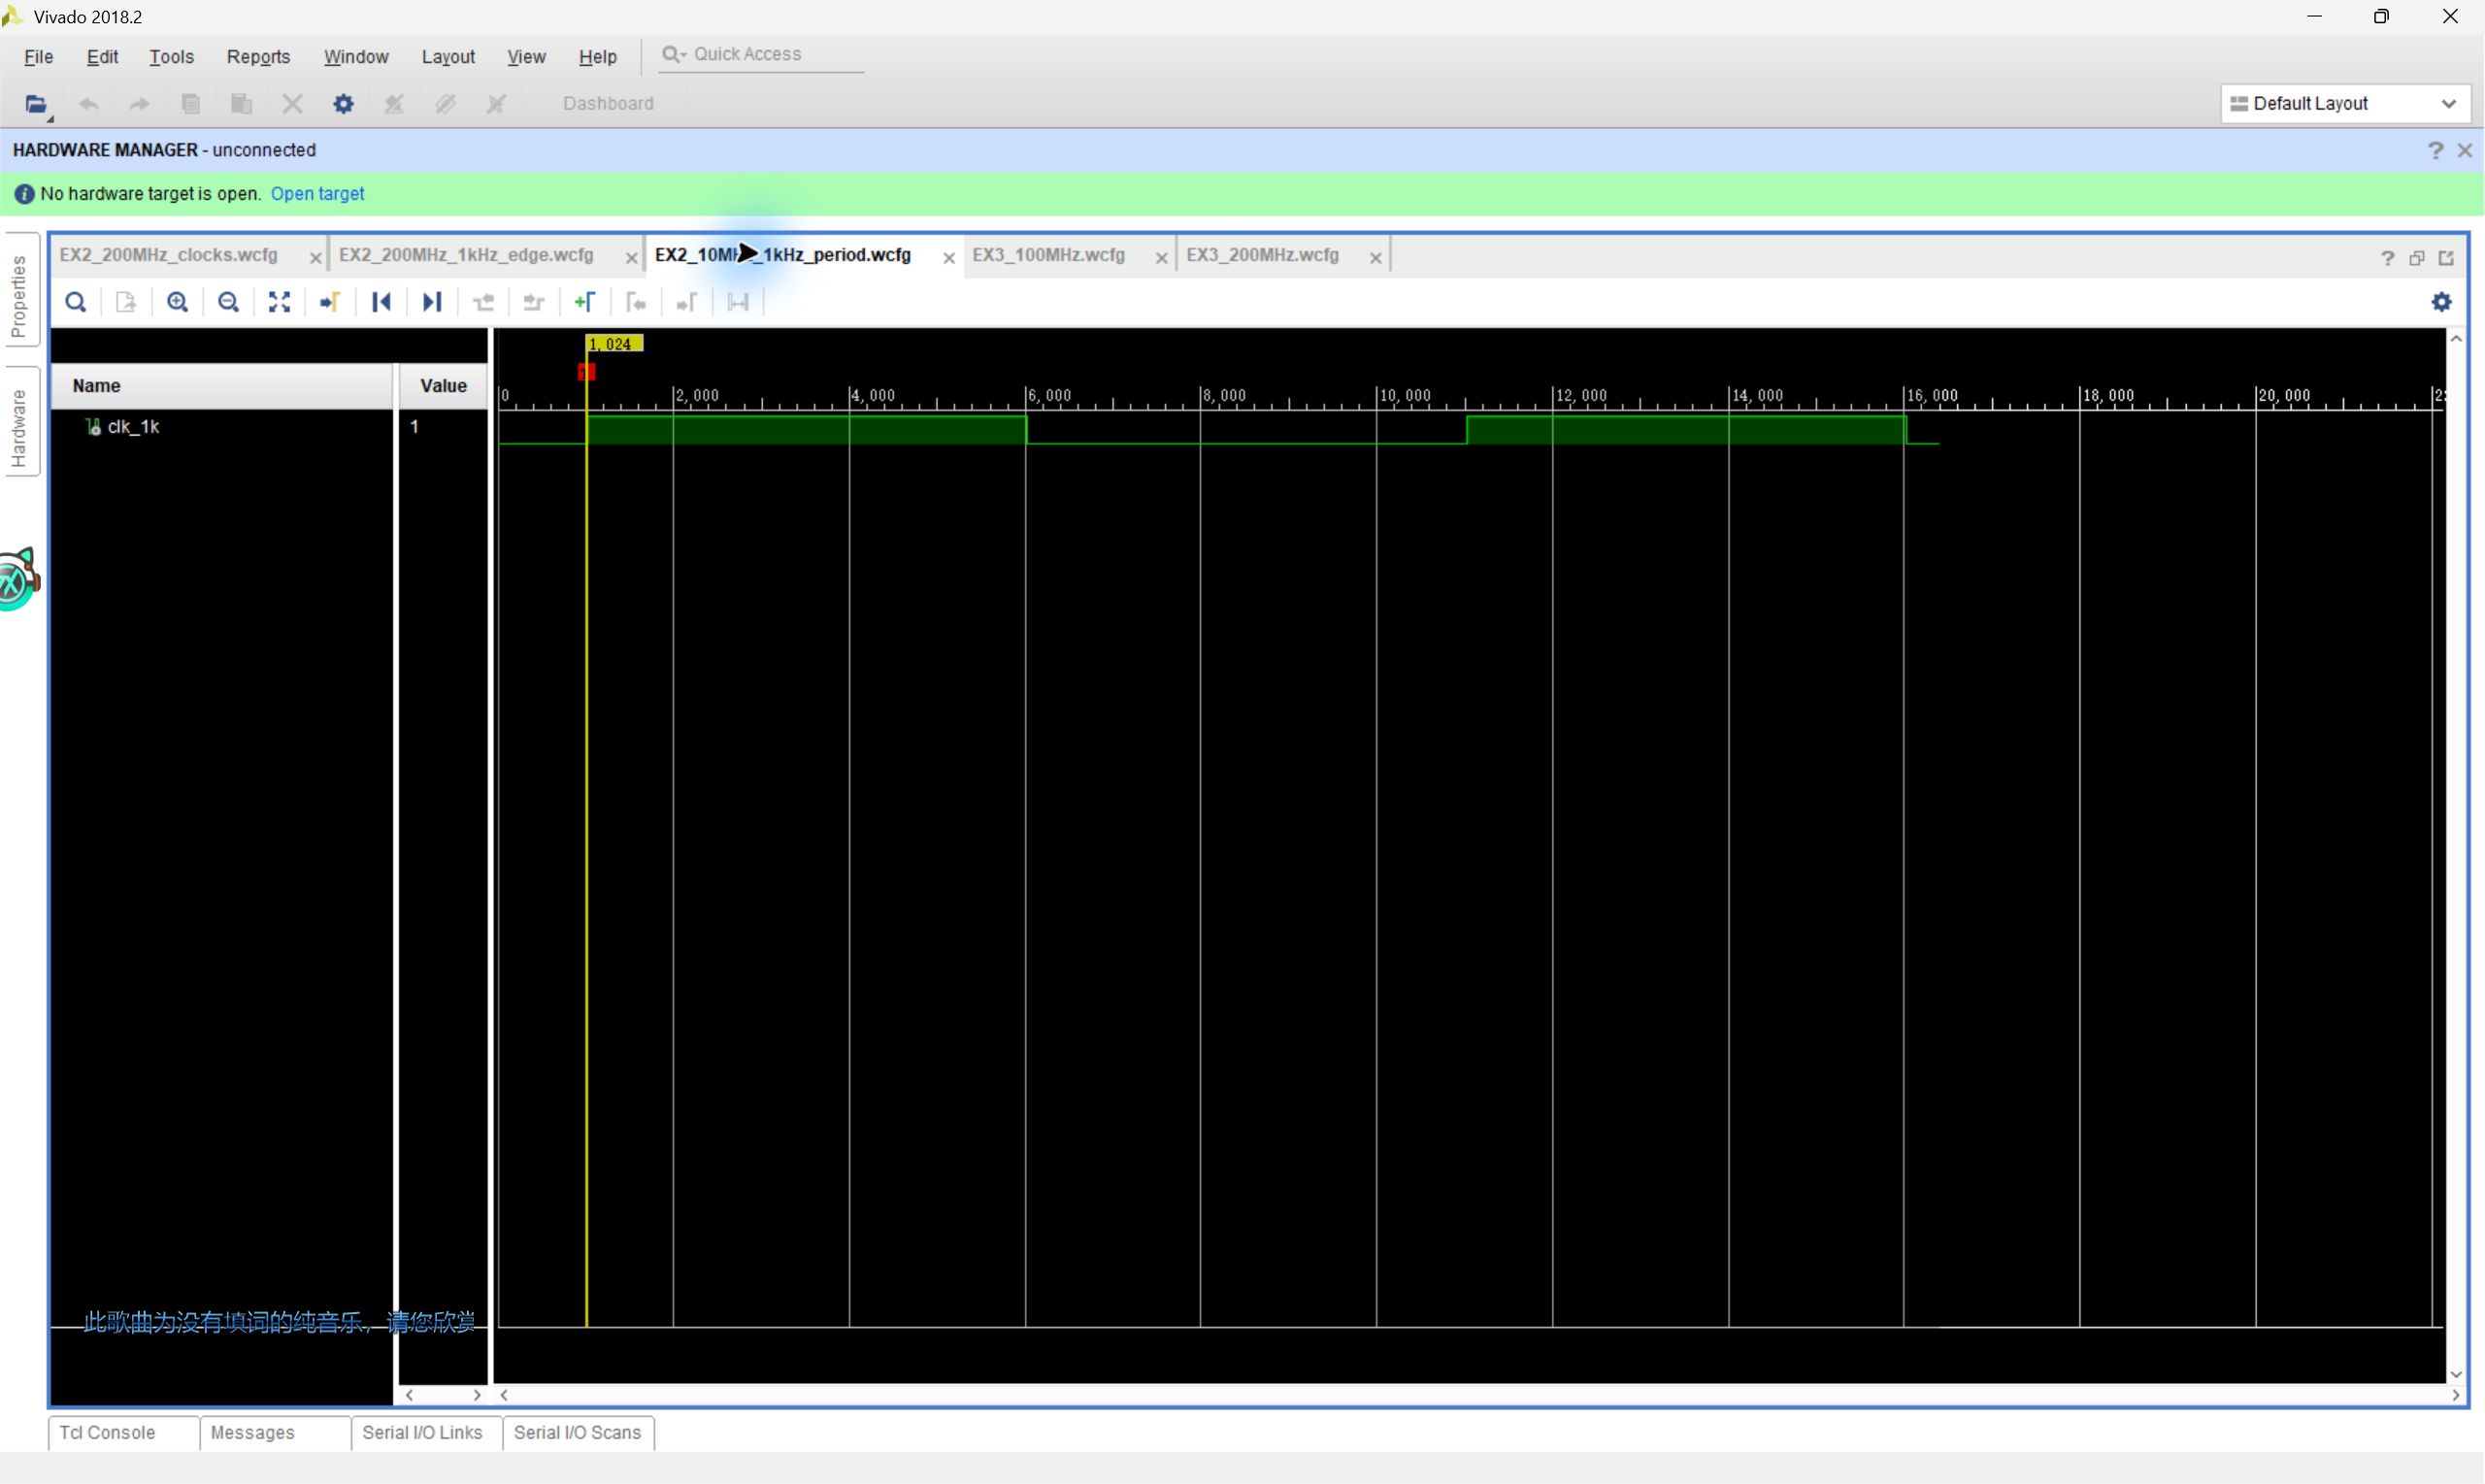 Vivado 2018.2
File Edit Tools Reports Window Layout View Help Quick Access
Dashboard
Default Layout
HARDWARE MANAGER - unconnected
No hardware target is open. Open target
Properties
Hardware
EX2_200MHz_clocks.wcfg EX2_200MHz_1kHz_edge.wcfg EX2_10MHz_1kHz_period.wcfg EX3_100MHz.wcfg EX3_200MHz.wcfg
1,024
Name Value
0 2,000 4,000 6,000 8,000 10,000 12,000 14,000 16,000 18,000 20,000
clk_1k 1
此歌曲为没有填词的纯音乐，请您欣赏
Tcl Console Messages Serial I/O Links Serial I/O Scans